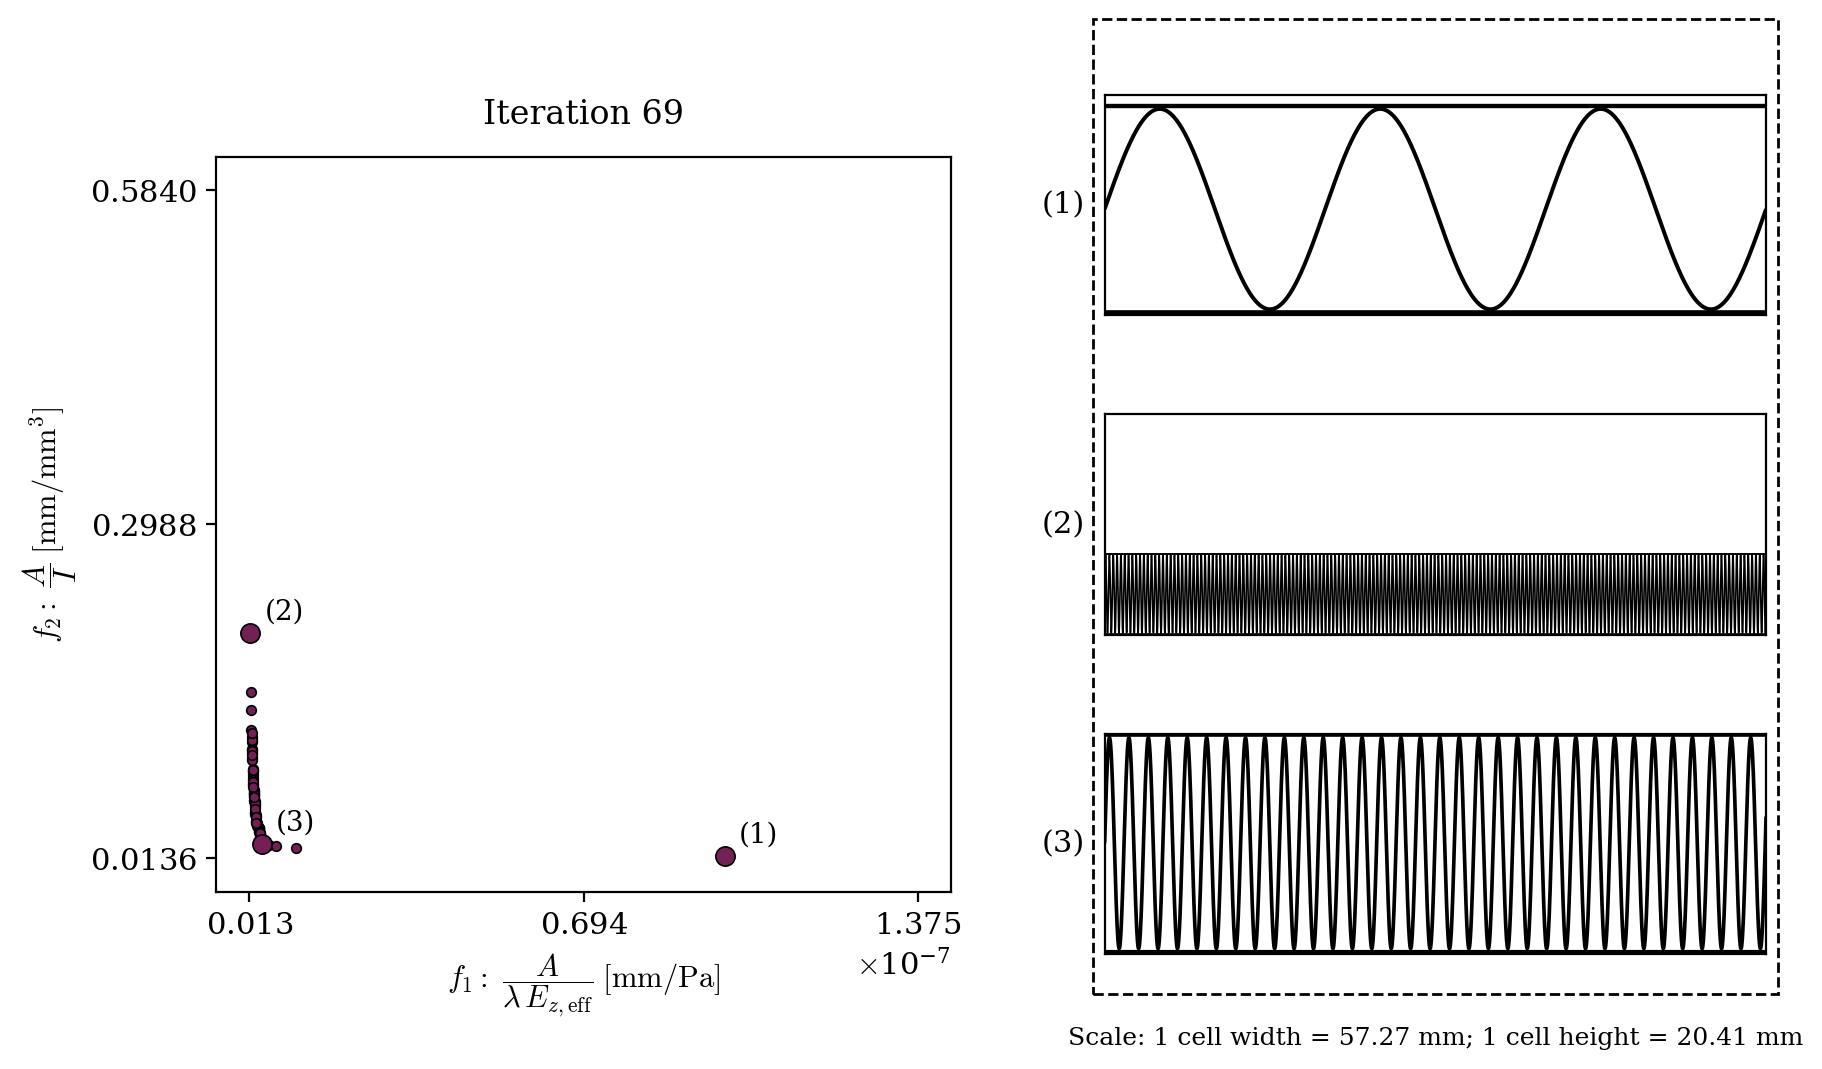 Iteration 69
0.5840
0.2988
0.0136
f₂: A/I [mm/mm³]
(2)
(3)
(1)
0.013 0.694 1.375
×10⁻⁷
f₁: A/(λ E_z,eff) [mm/Pa]
(1)
(2)
(3)
Scale: 1 cell width = 57.27 mm; 1 cell height = 20.41 mm